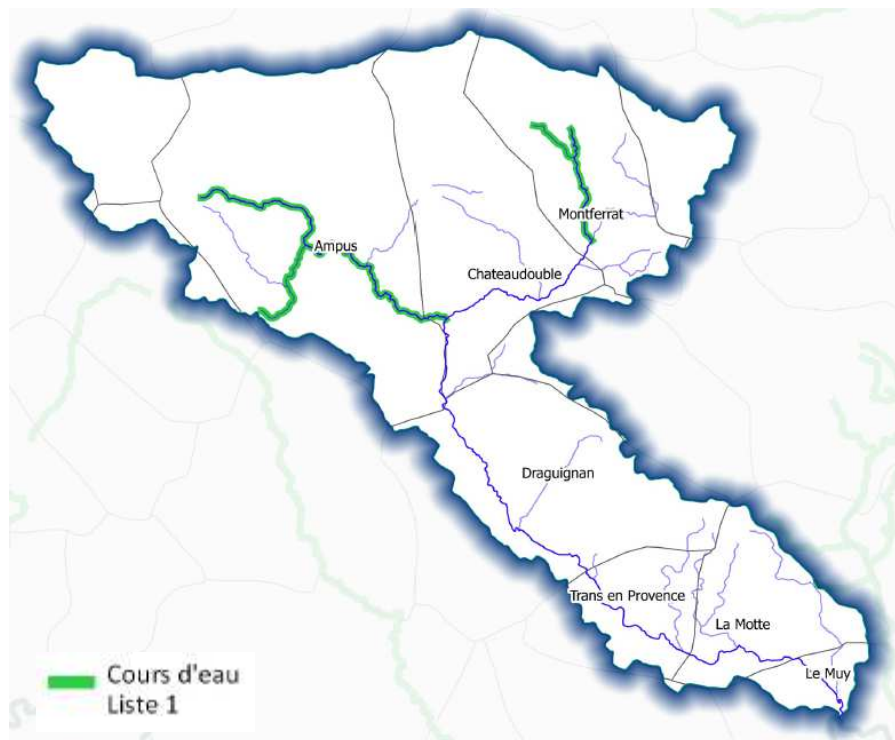 Montferrat
Ampus
Chateaudouble
Draguignan
Trans en Provence
La Motte
Le Muy
Cours d'eau
Liste 1